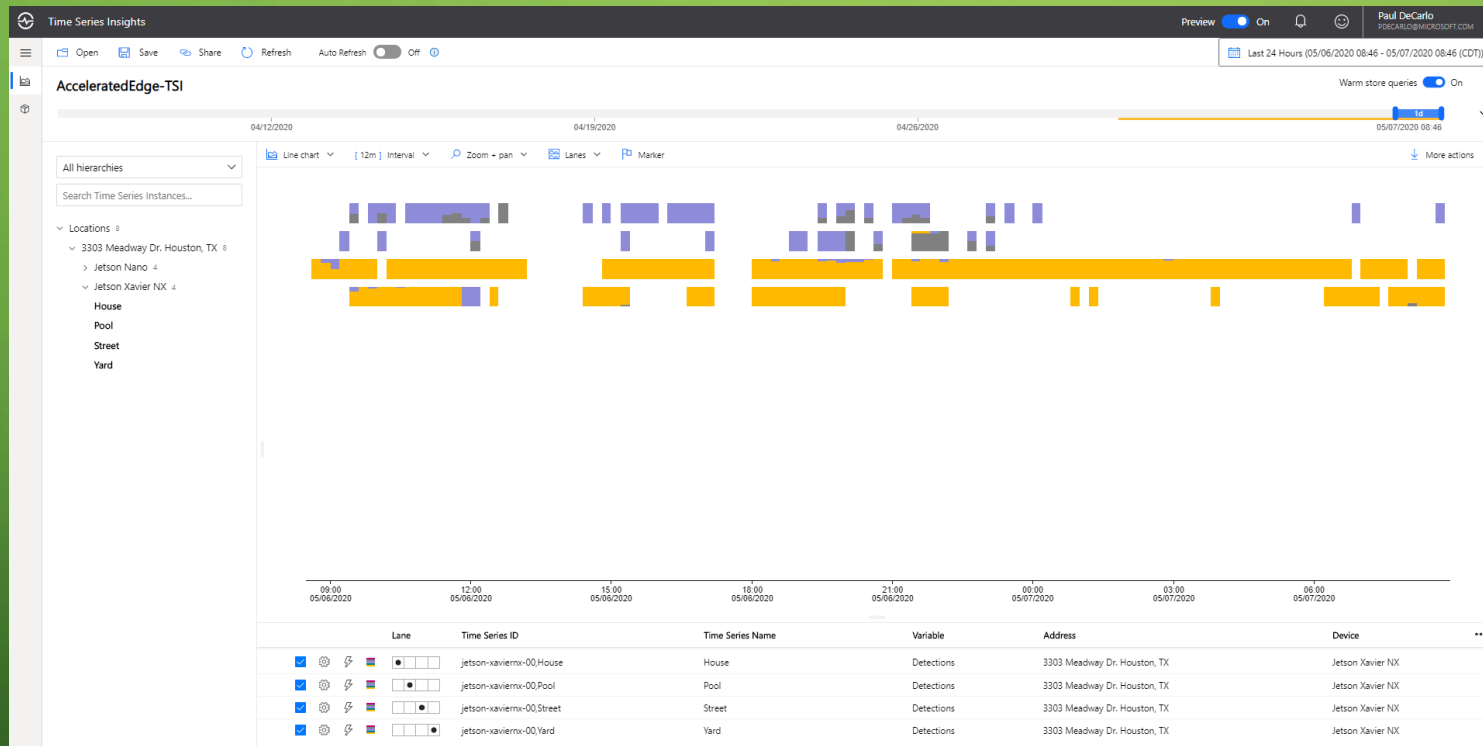 Time Series Insights Preview On Paul DeCarlo
PDECARLO@MICROSOFT.COM
Open Save Share Refresh Auto Refresh Off Last 24 Hours (05/06/2020 08:46 - 05/07/2020 08:46 (CDT))
AcceleratedEdge-TSI Warm store queries On
1d
04/12/2020 04/19/2020 04/26/2020 05/07/2020 08:46
Line chart [ 12m ] Interval Zoom + pan Lanes Marker More actions
All hierarchies
Search Time Series Instances...
Locations 8
3303 Meadway Dr. Houston, TX 8
Jetson Nano 4
Jetson Xavier NX 4
House
Pool
Street
Yard
09:00 12:00 15:00 18:00 21:00 00:00 03:00 06:00
05/06/2020 05/06/2020 05/06/2020 05/06/2020 05/06/2020 05/07/2020 05/07/2020 05/07/2020
Lane Time Series ID Time Series Name Variable Address Device
jetson-xaviernx-00,House House Detections 3303 Meadway Dr. Houston, TX Jetson Xavier NX
jetson-xaviernx-00,Pool Pool Detections 3303 Meadway Dr. Houston, TX Jetson Xavier NX
jetson-xaviernx-00,Street Street Detections 3303 Meadway Dr. Houston, TX Jetson Xavier NX
jetson-xaviernx-00,Yard Yard Detections 3303 Meadway Dr. Houston, TX Jetson Xavier NX